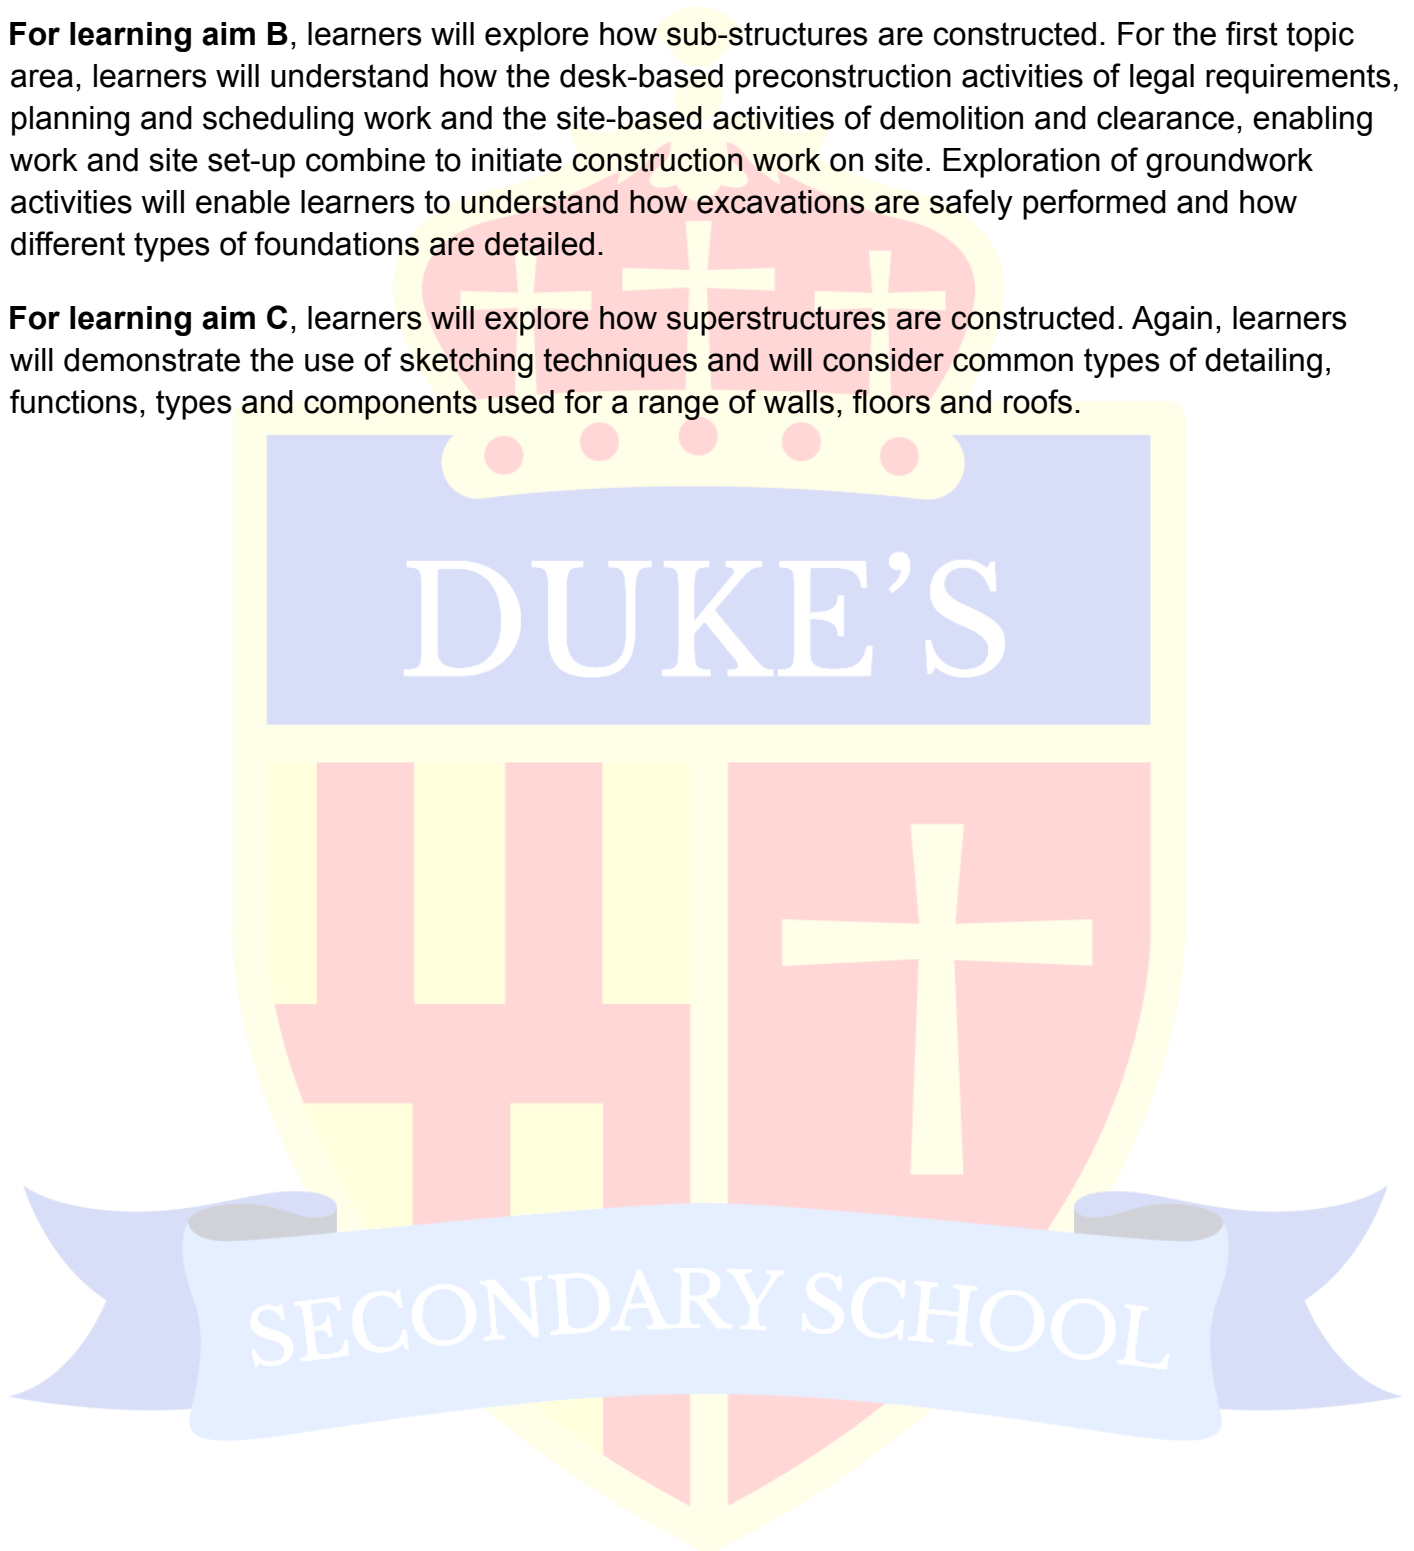 For learning aim B, learners will explore how sub-structures are constructed. For the first topic
area, learners will understand how the desk-based preconstruction activities of legal requirements,
planning and scheduling work and the site-based activities of demolition and clearance, enabling
work and site set-up combine to initiate construction work on site. Exploration of groundwork
activities will enable learners to understand how excavations are safely performed and how
different types of foundations are detailed.
For learning aim C, learners will explore how superstructures are constructed. Again, learners
will demonstrate the use of sketching techniques and will consider common types of detailing,
functions, types and components used for a range of walls, floors and roofs.
DUKE’S
SECONDARY SCHOOL